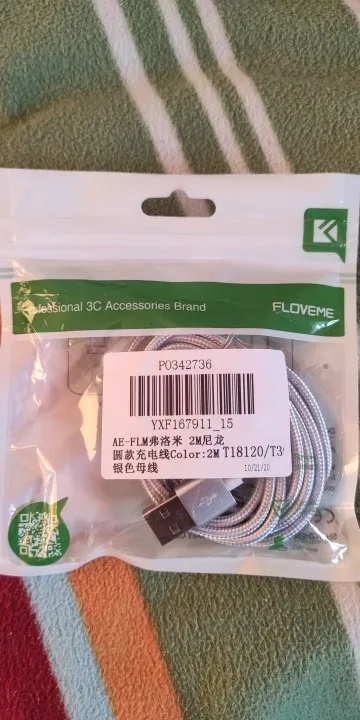 Professional 3C Accessories Brand
FLOVEME
P0342736
YXF167911_15
AE-FLM弗洛米 2M尼龙
圆款充电线Color:2M T18120/T3
银色母线
10/21/20